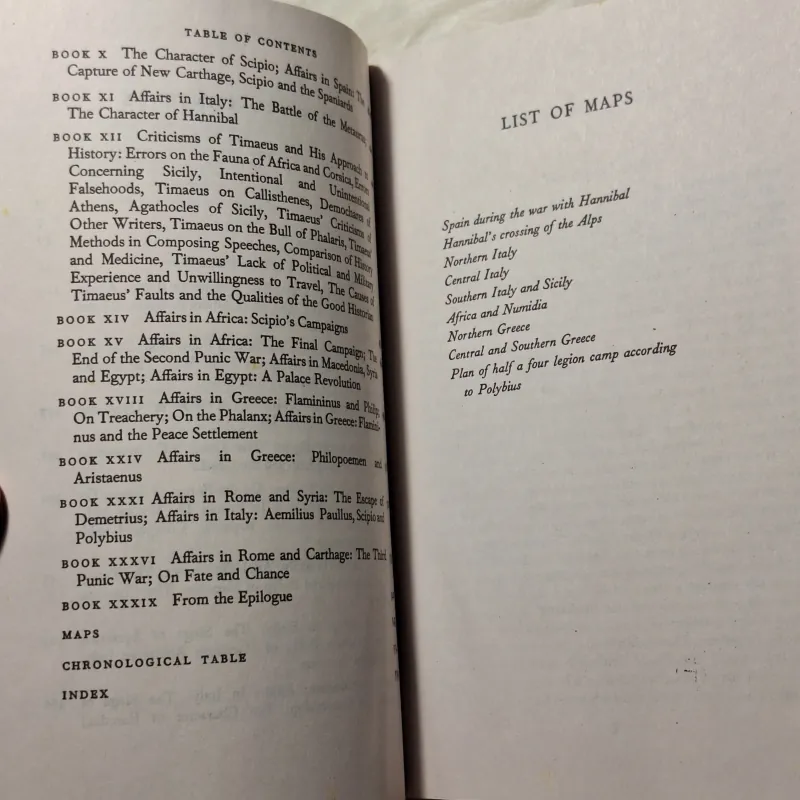 TABLE OF CONTENTS
BOOK X The Character of Scipio; Affairs in Spain: The
Capture of New Carthage, Scipio and the Spaniards
BOOK XI Affairs in Italy: The Battle of the Metaurus,
The Character of Hannibal
BOOK XII Criticisms of Timaeus and His Approach to
History: Errors on the Fauna of Africa and Corsica, Errors
Concerning Sicily, Intentional and Unintentional
Falsehoods, Timaeus on Callisthenes, Demochares of
Athens, Agathocles of Sicily, Timaeus' Criticisms of
Other Writers, Timaeus on the Bull of Phalaris, Timaeus'
Methods in Composing Speeches, Comparison of History
and Medicine, Timaeus' Lack of Political and Military
Experience and Unwillingness to Travel, The Causes of
Timaeus' Faults and the Qualities of the Good Historian
BOOK XIV Affairs in Africa: Scipio's Campaigns
BOOK XV Affairs in Africa: The Final Campaign; The
End of the Second Punic War; Affairs in Macedonia, Syria
and Egypt; Affairs in Egypt: A Palace Revolution
BOOK XVIII Affairs in Greece: Flamininus and Philip;
On Treachery; On the Phalanx; Affairs in Greece: Flamini-
nus and the Peace Settlement
BOOK XXIV Affairs in Greece: Philopoemen and
Aristaenus
BOOK XXXI Affairs in Rome and Syria: The Escape of
Demetrius; Affairs in Italy: Aemilius Paullus, Scipio and
Polybius
BOOK XXXVI Affairs in Rome and Carthage: The Third
Punic War; On Fate and Chance
BOOK XXXIX From the Epilogue
MAPS
CHRONOLOGICAL TABLE
INDEX
LIST OF MAPS
Spain during the war with Hannibal
Hannibal's crossing of the Alps
Northern Italy
Central Italy
Southern Italy and Sicily
Africa and Numidia
Northern Greece
Central and Southern Greece
Plan of half a four legion camp according
to Polybius